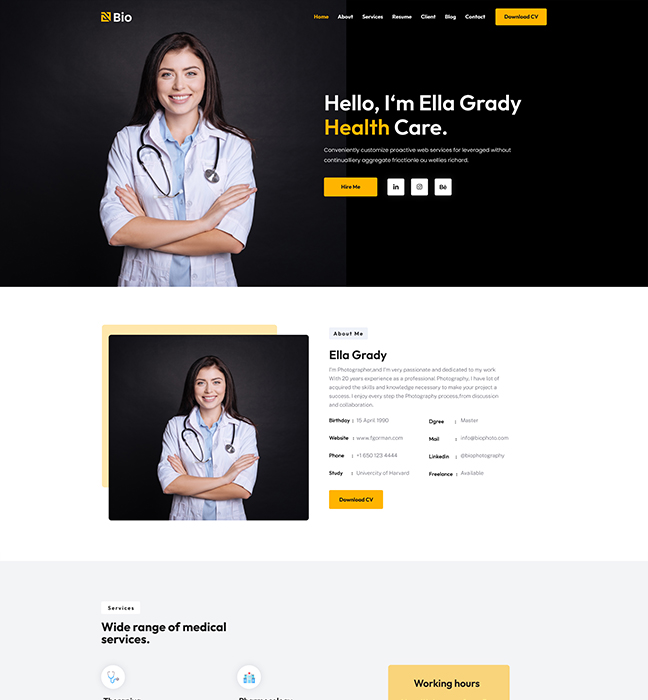 Bio
Home About Services Resume Client Blog Contact Download CV
Hello, I'm Ella Grady
Health Care.
Conveniently customize proactive web services for leveraged without
continualliery aggregate frictionle ou wellies richard.
Hire Me
in
Bē
About Me
Ella Grady
I'm Photographer,and I'm very passionate and dedicated to my work
With 20 years experience as a professional Photography, I have lot of
acquired the skills and knowledge necessary to make your project a
success. I enjoy every step the Photography process,from discussion
and collaboration.
Birthday : 15 April 1990 Dgree : Master
Website : www.fgorman.com Mail : info@biophoto.com
Phone : +1 650 123 4444 Linkedin : @biophotography
Study : University of Harvard Freelance : Available
Download CV
Services
Wide range of medical
services.
Working hours